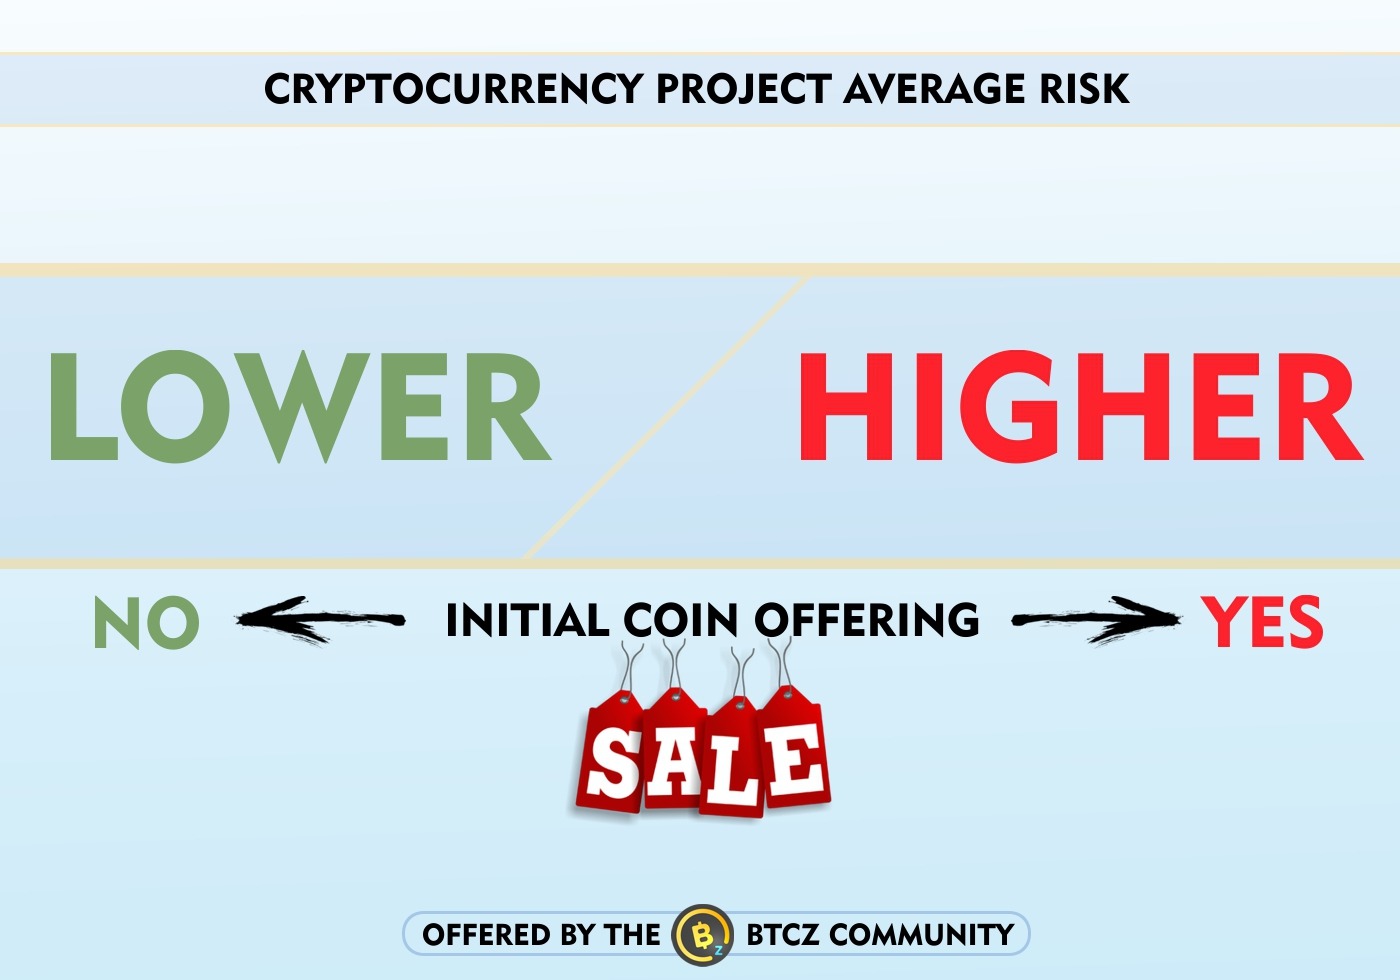 CRYPTOCURRENCY PROJECT AVERAGE RISK
LOWER HIGHER
NO INITIAL COIN OFFERING YES
SALE
OFFERED BY THE BTCZ COMMUNITY